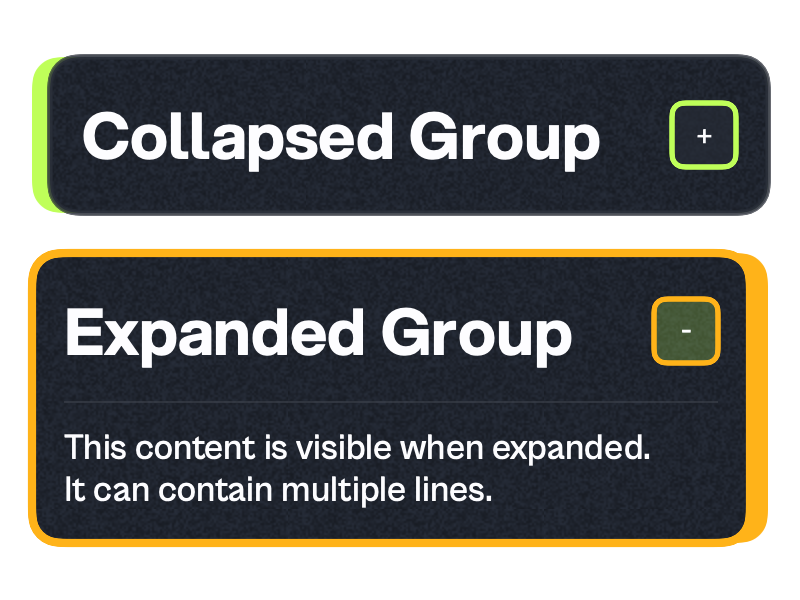 Collapsed Group
+
Expanded Group
-
This content is visible when expanded.
It can contain multiple lines.